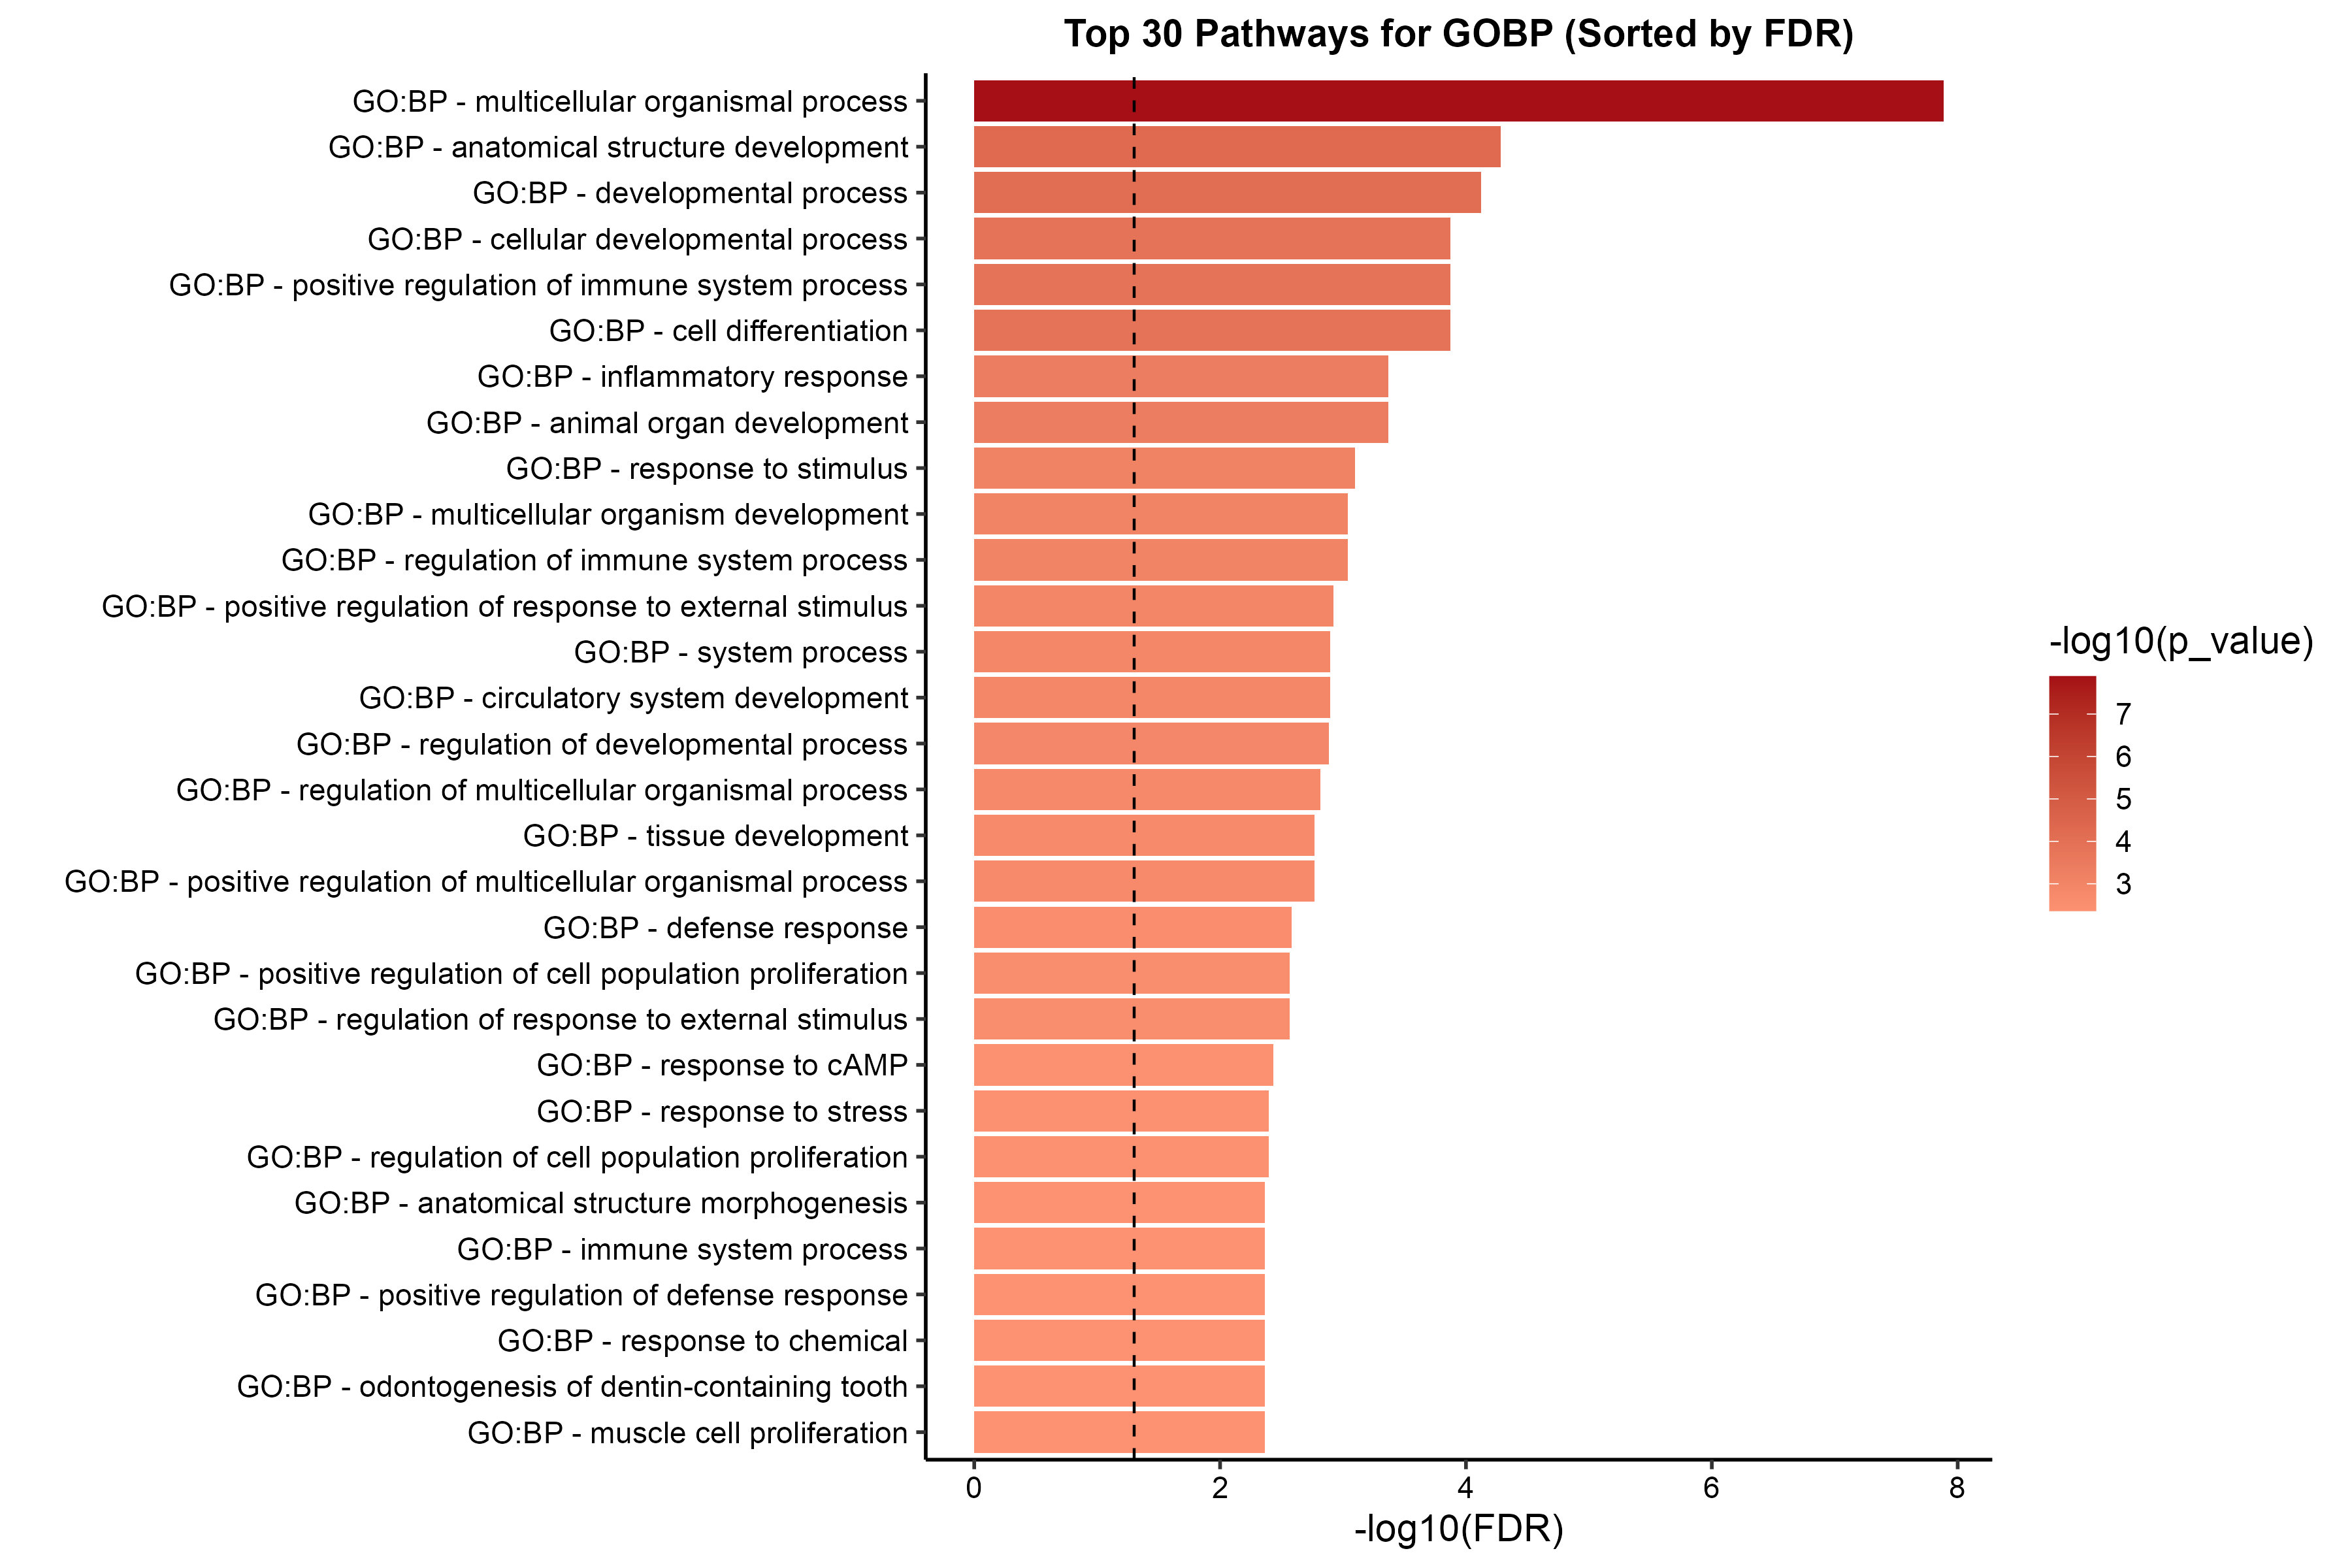 Top 30 Pathways for GOBP (Sorted by FDR)
GO:BP - multicellular organismal process
GO:BP - anatomical structure development
GO:BP - developmental process
GO:BP - cellular developmental process
GO:BP - positive regulation of immune system process
GO:BP - cell differentiation
GO:BP - inflammatory response
GO:BP - animal organ development
GO:BP - response to stimulus
GO:BP - multicellular organism development
GO:BP - regulation of immune system process
GO:BP - positive regulation of response to external stimulus
GO:BP - system process
GO:BP - circulatory system development
GO:BP - regulation of developmental process
GO:BP - regulation of multicellular organismal process
GO:BP - tissue development
GO:BP - positive regulation of multicellular organismal process
GO:BP - defense response
GO:BP - positive regulation of cell population proliferation
GO:BP - regulation of response to external stimulus
GO:BP - response to cAMP
GO:BP - response to stress
GO:BP - regulation of cell population proliferation
GO:BP - anatomical structure morphogenesis
GO:BP - immune system process
GO:BP - positive regulation of defense response
GO:BP - response to chemical
GO:BP - odontogenesis of dentin-containing tooth
GO:BP - muscle cell proliferation
0 2 4 6 8
-log10(FDR)
-log10(p_value)
7
6
5
4
3